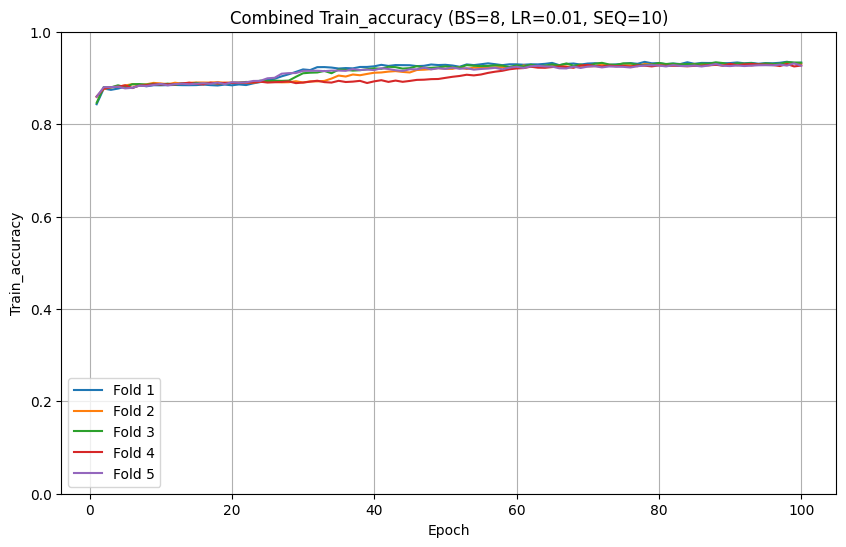 Combined Train_accuracy (BS=8, LR=0.01, SEQ=10)
1.0
0.8
0.6
0.4
0.2
0.0
Train_accuracy
Fold 1
Fold 2
Fold 3
Fold 4
Fold 5
0 20 40 60 80 100
Epoch